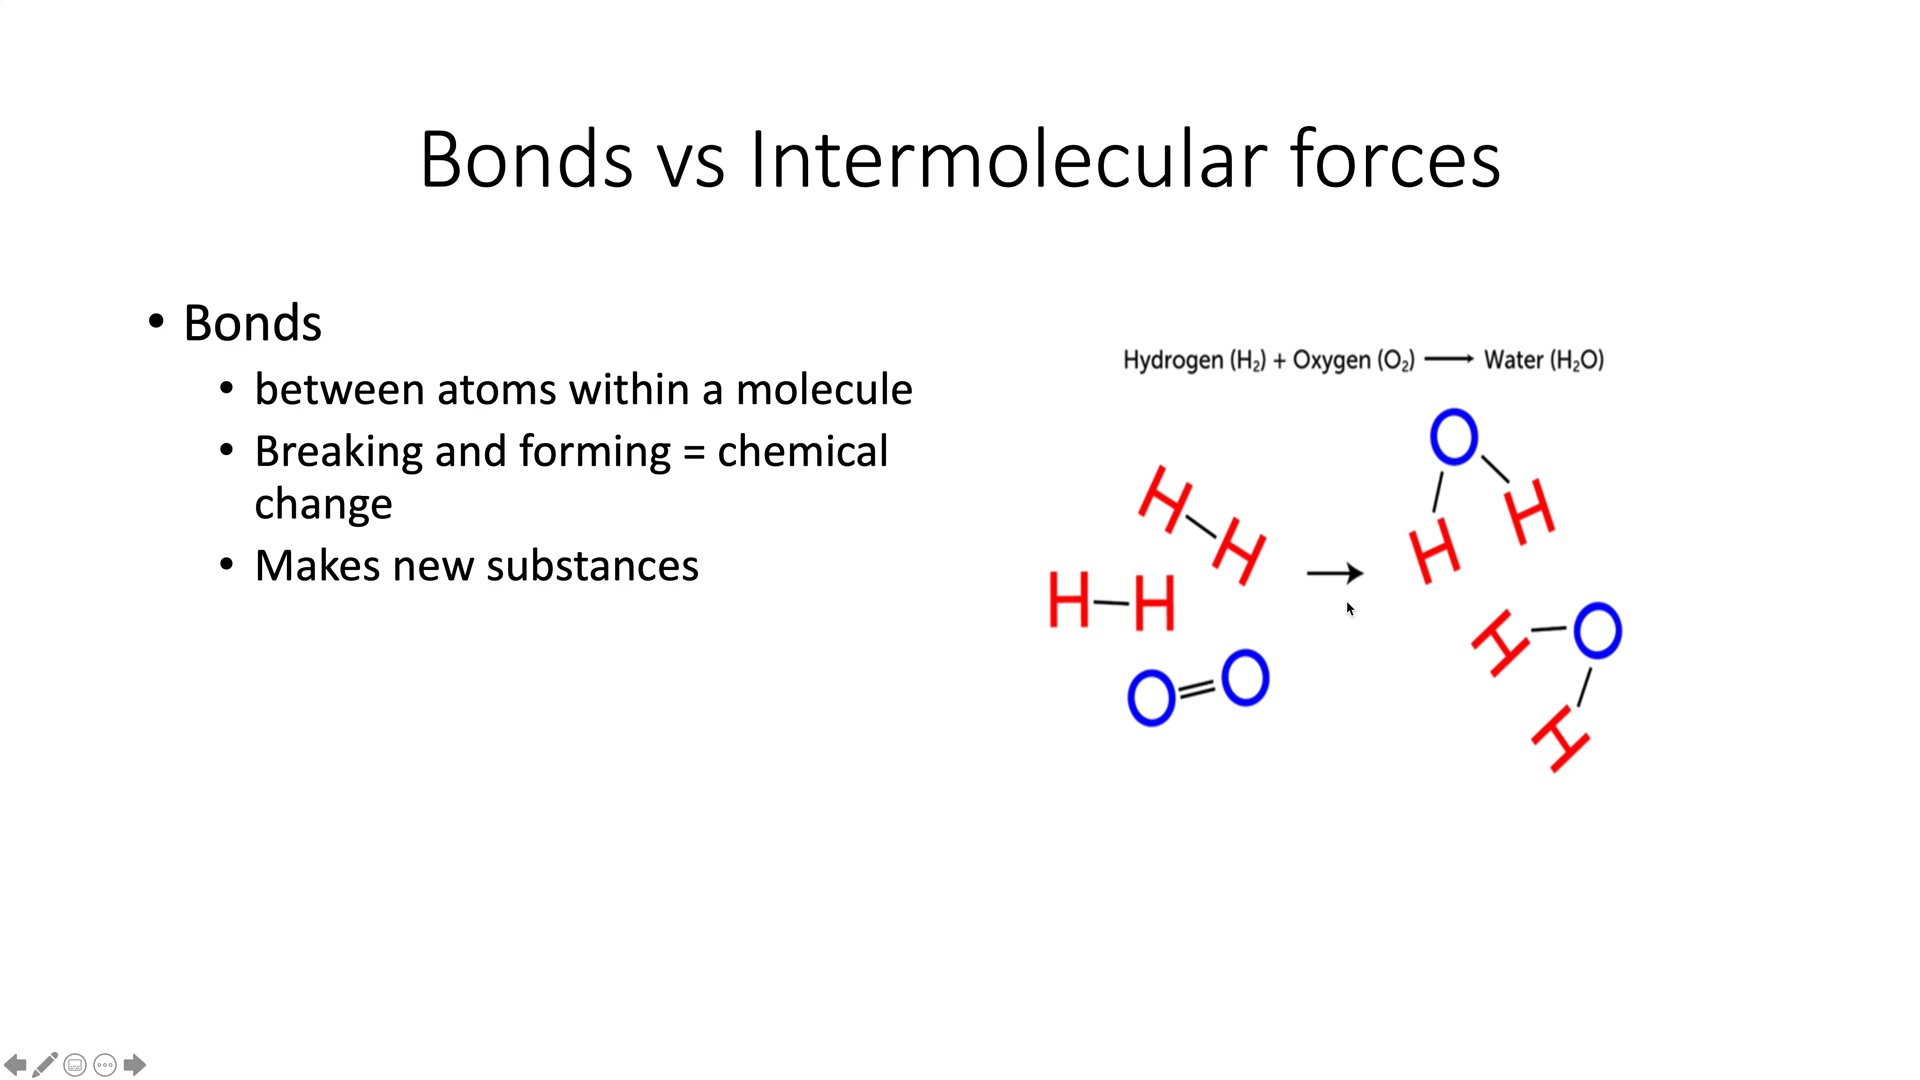 Bonds vs Intermolecular forces
• Bonds
• between atoms within a molecule
• Breaking and forming = chemical
change
• Makes new substances
Hydrogen (H₂) + Oxygen (O₂) ⟶ Water (H₂O)
O
H H
H–H
H–H
→
H–O
H
O=O